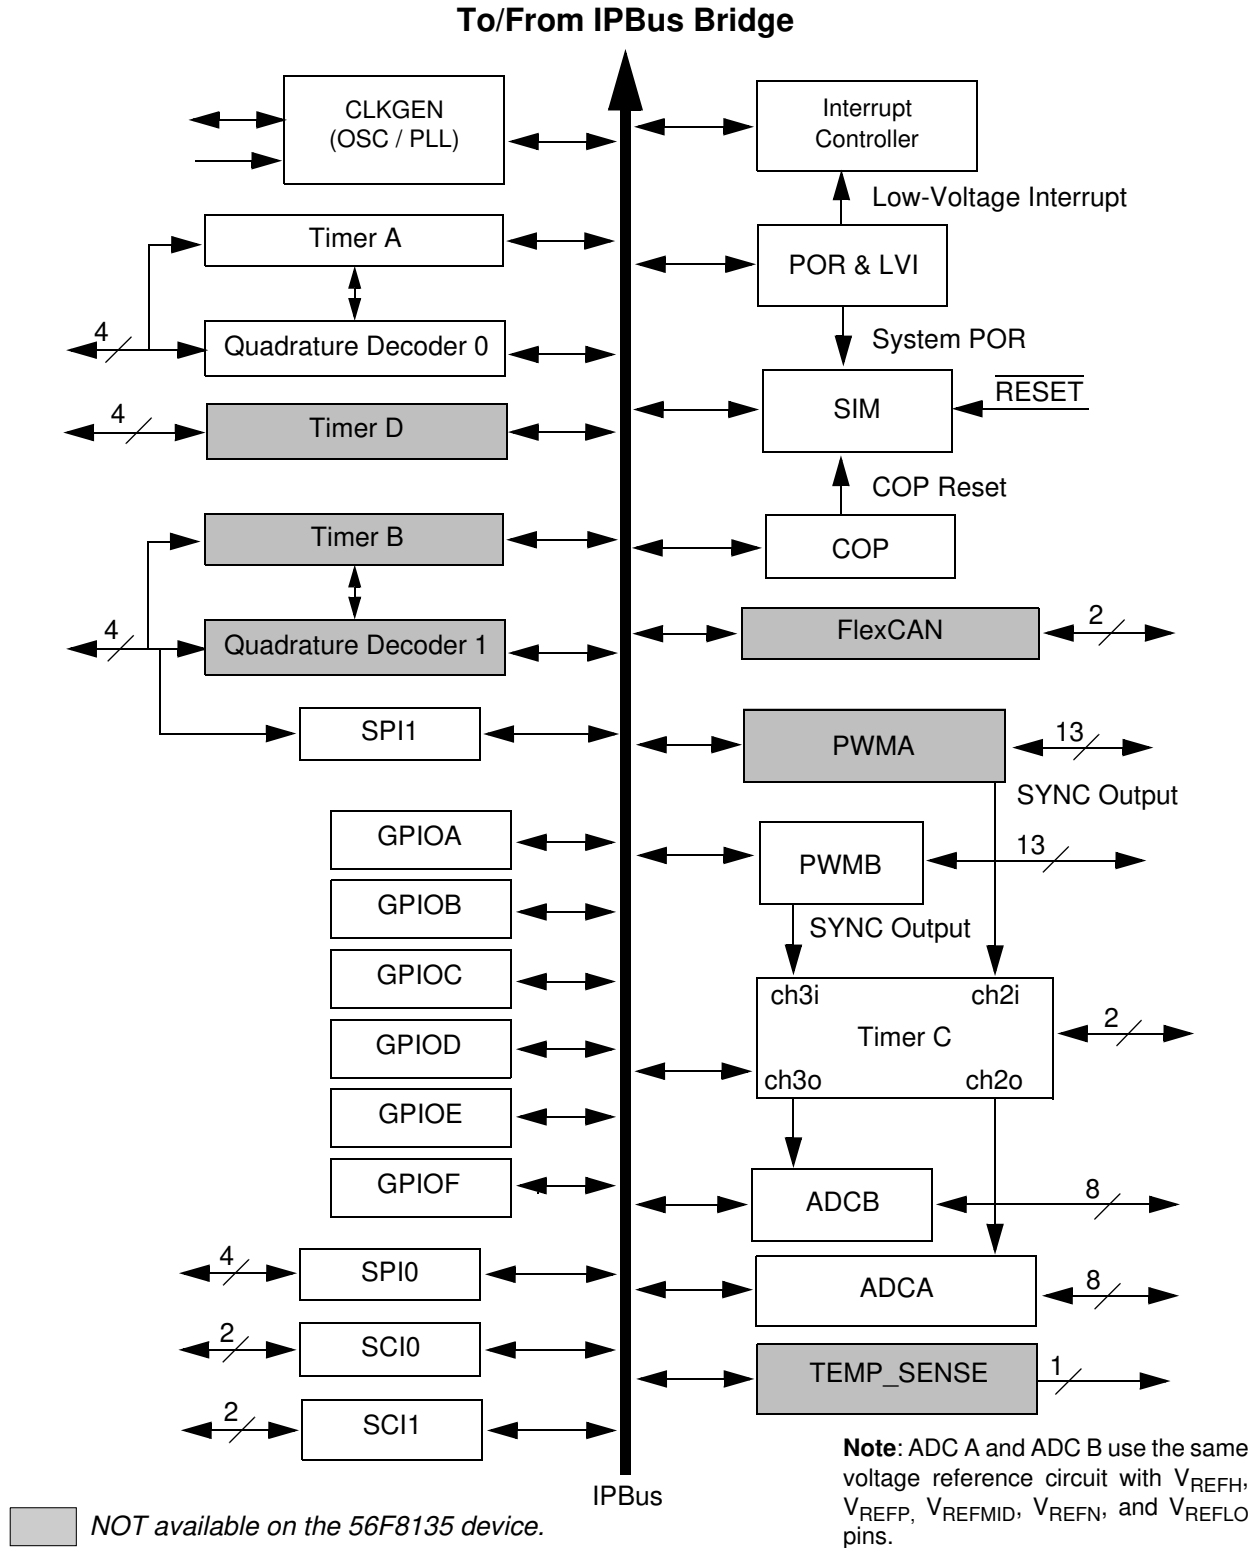 To/From IPBus Bridge
CLKGEN
(OSC / PLL)
Interrupt
Controller
Low-Voltage Interrupt
Timer A
POR & LVI
4
Quadrature Decoder 0
System POR
4
Timer D
SIM
RESET
COP Reset
Timer B
COP
4
Quadrature Decoder 1
FlexCAN
2
SPI1
PWMA
13
SYNC Output
GPIOA
PWMB
13
GPIOB
SYNC Output
GPIOC
ch3i
ch2i
Timer C
2
GPIOD
ch3o
ch2o
GPIOE
GPIOF
ADCB
8
4
SPI0
ADCA
8
2
SCI0
TEMP_SENSE
1
2
SCI1
IPBus
Note: ADC A and ADC B use the same
voltage reference circuit with VREFH,
VREFP, VREFMID, VREFN, and VREFLO
pins.
NOT available on the 56F8135 device.